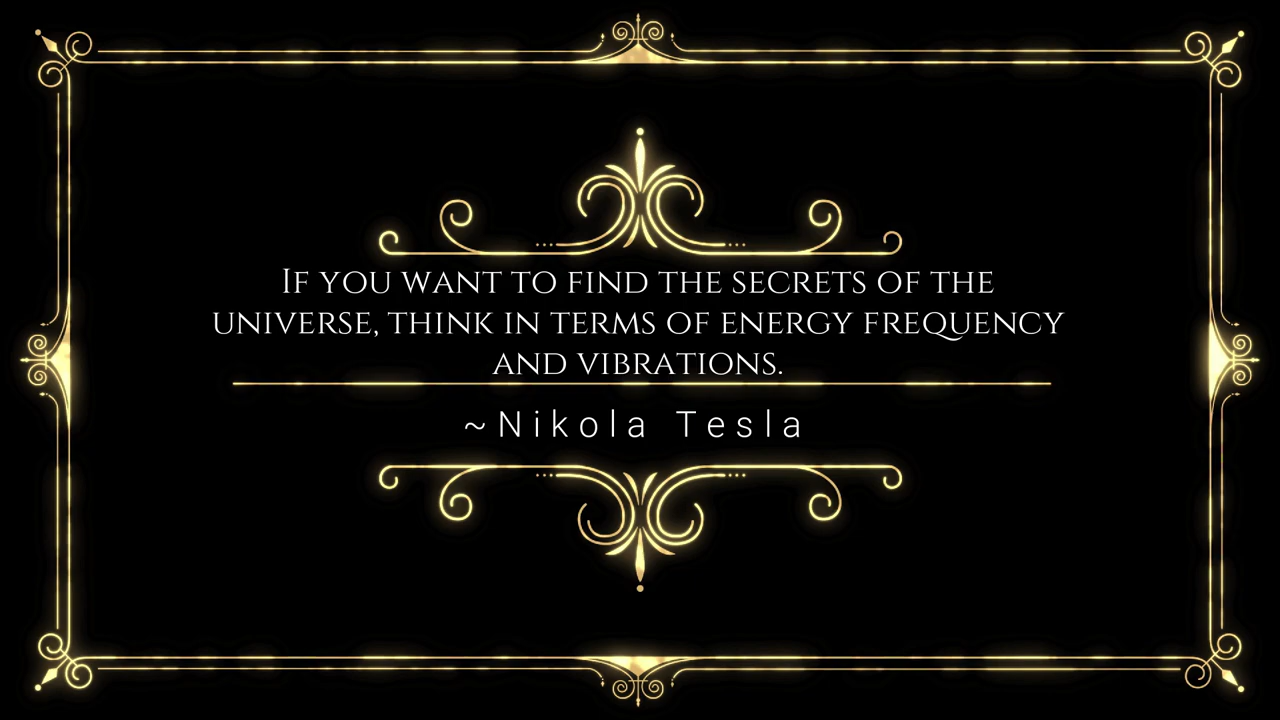 If you want to find the secrets of the
universe, think in terms of energy frequency
and vibrations.
~Nikola Tesla